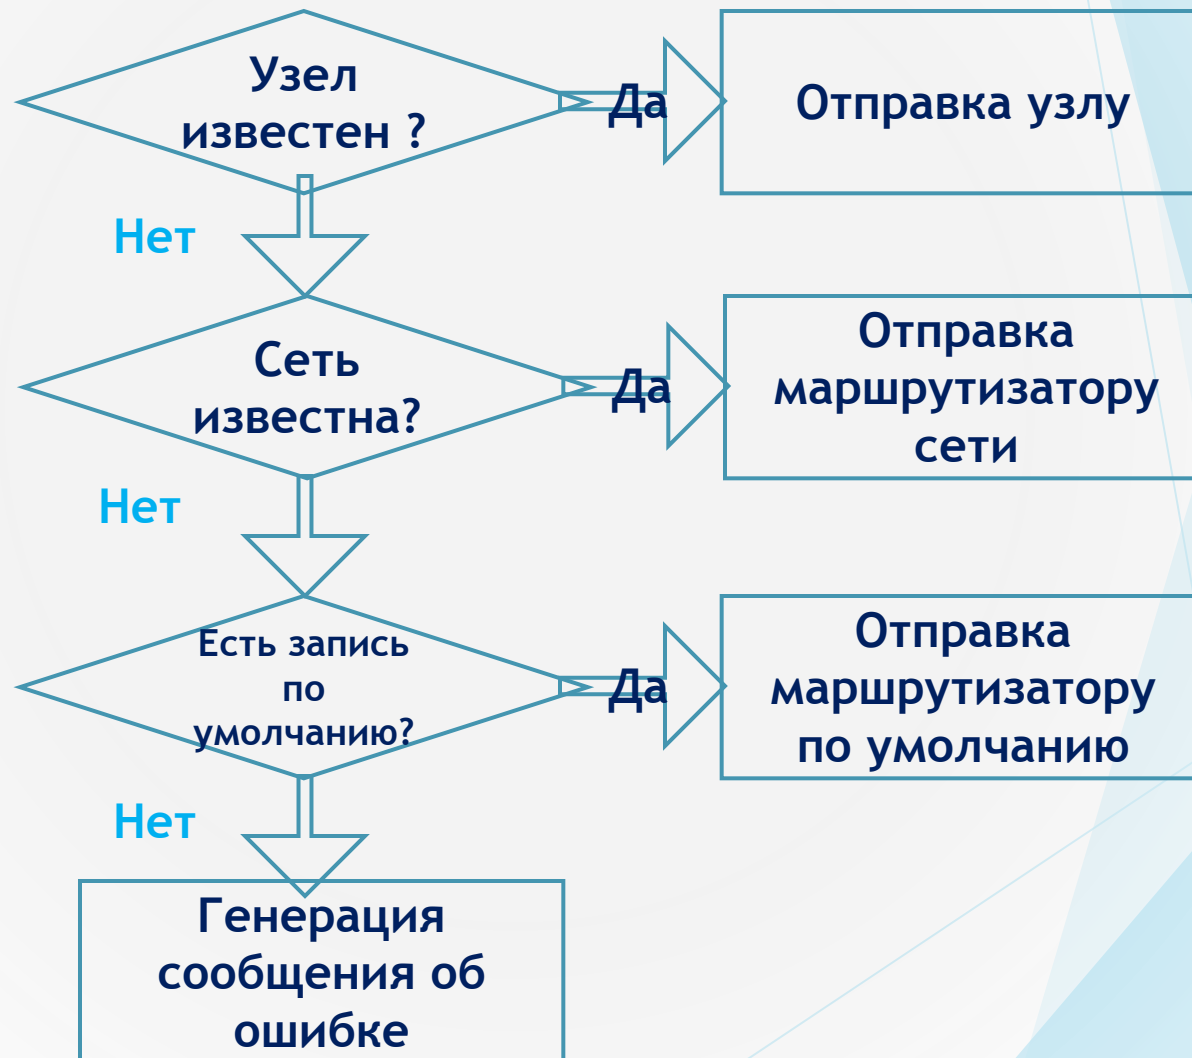 Узел
известен ?
Да
Отправка узлу
Нет
Сеть
известна?
Да
Отправка
маршрутизатору
сети
Нет
Есть запись
по
умолчанию?
Да
Отправка
маршрутизатору
по умолчанию
Нет
Генерация
сообщения об
ошибке